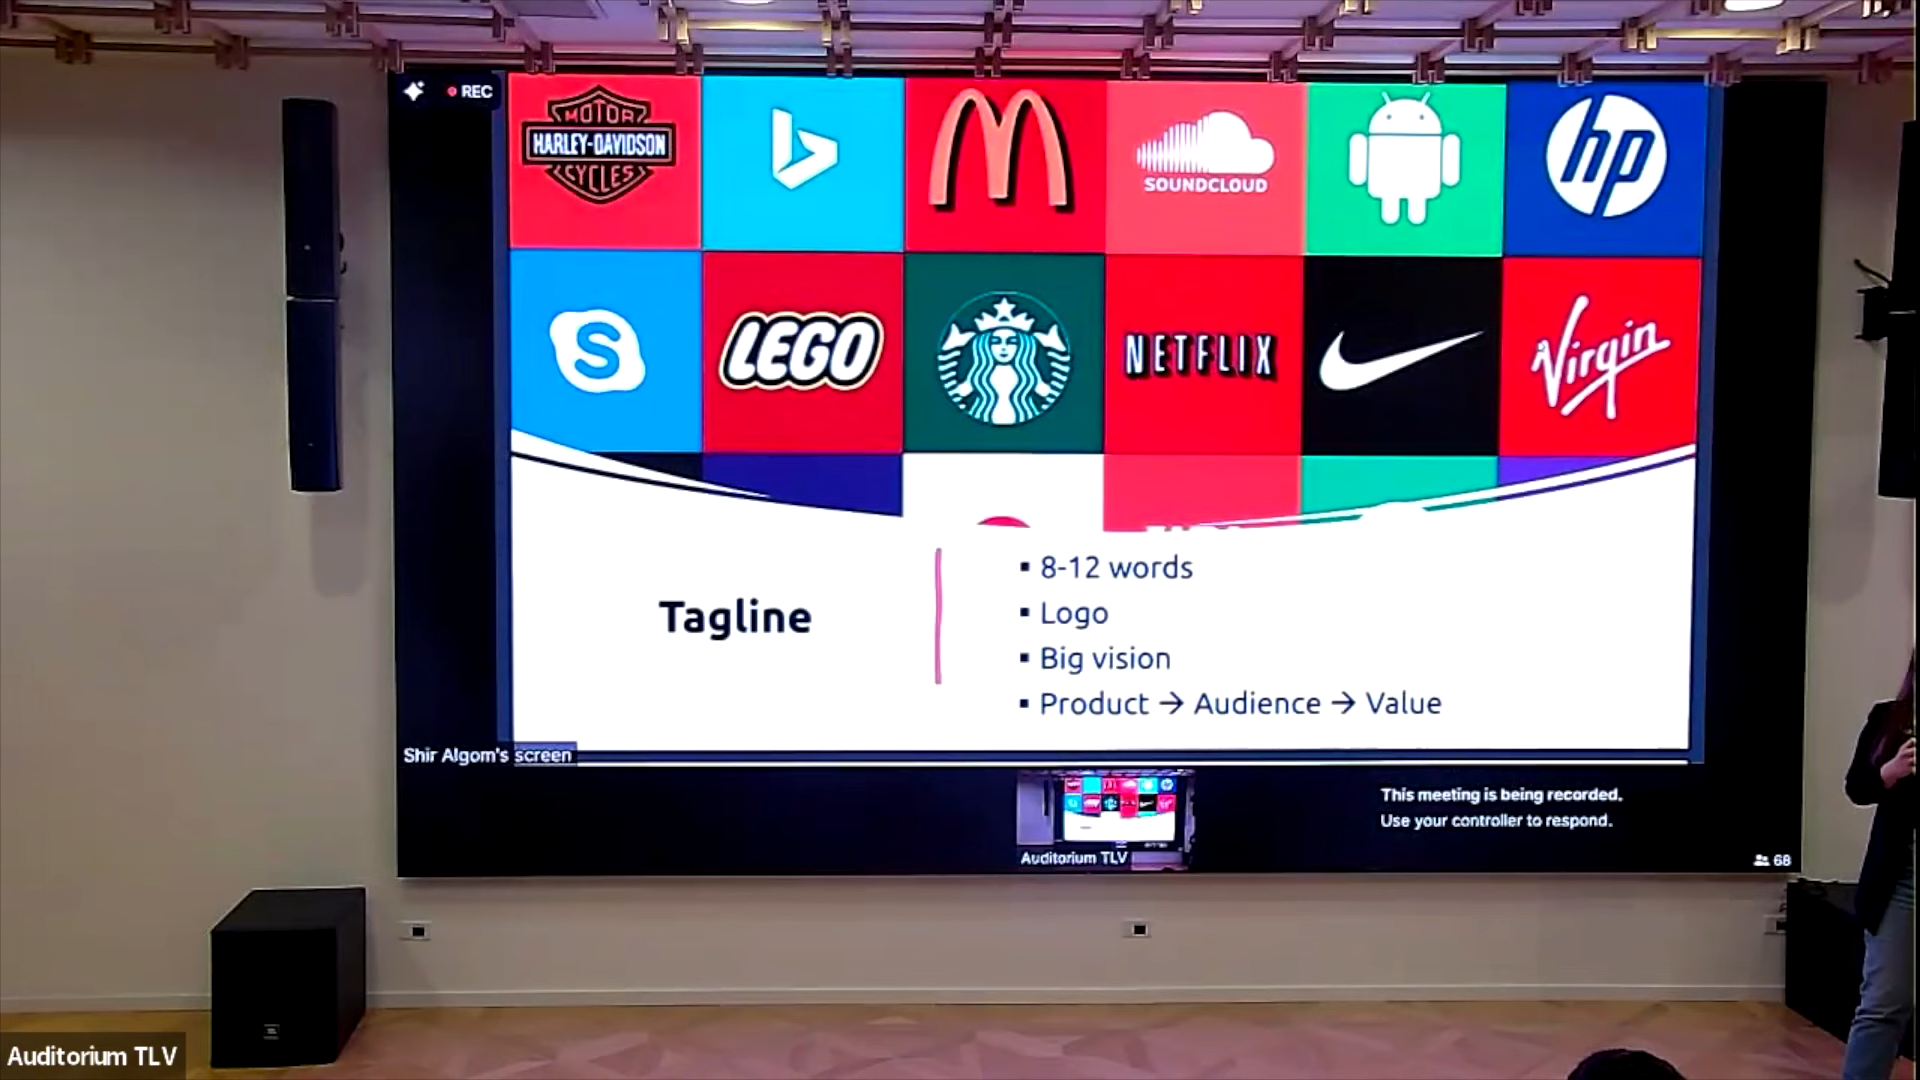 REC
MOTOR
HARLEY-DAVIDSON
CYCLES
SOUNDCLOUD
hp
S
LEGO
NETFLIX
Virgin
Tagline
▪ 8-12 words
▪ Logo
▪ Big vision
▪ Product → Audience → Value
Shir Algom's screen
This meeting is being recorded.
Use your controller to respond.
Auditorium TLV
68
Auditorium TLV